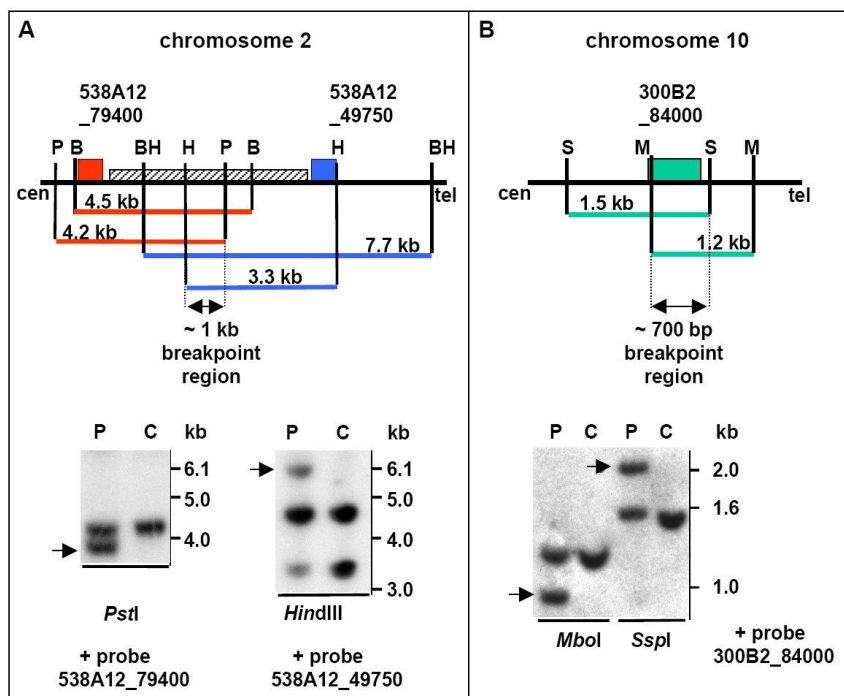 A
chromosome 2
538A12
_79400
538A12
_49750
P B BH H P B H BH
cen tel
4.5 kb
4.2 kb
7.7 kb
3.3 kb
~ 1 kb
breakpoint
region
P C kb
6.1
5.0
4.0
PstI
+ probe
538A12_79400
P C kb
6.1
5.0
4.0
3.0
HindIII
+ probe
538A12_49750
B
chromosome 10
300B2
_84000
S M S M
cen tel
1.5 kb
1.2 kb
~ 700 bp
breakpoint
region
P C P C kb
2.0
1.6
1.0
MboI SspI
+ probe
300B2_84000